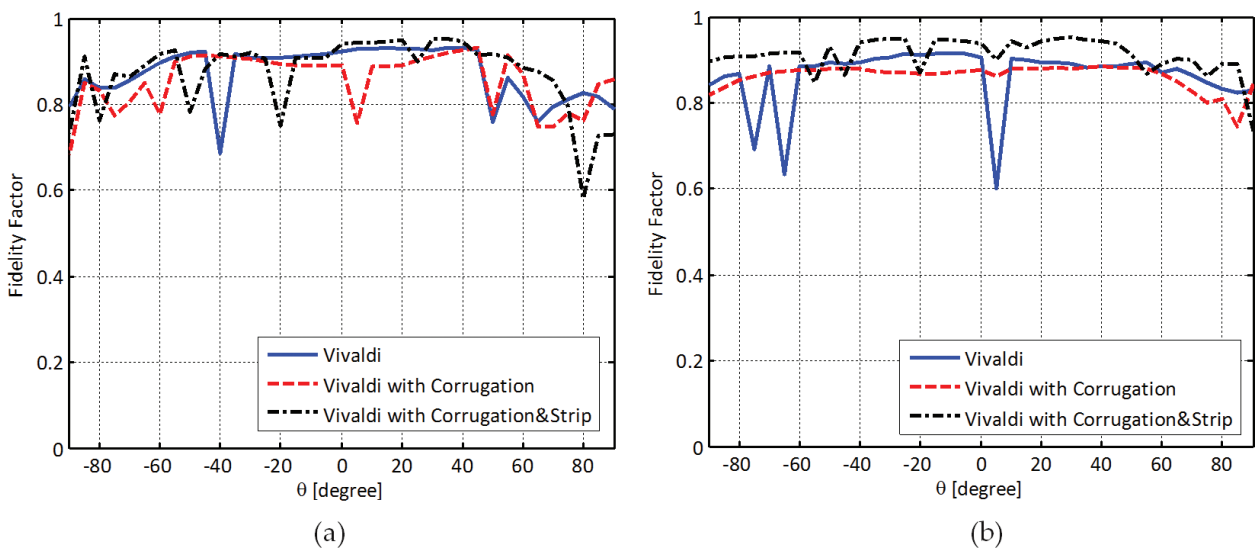 1
0.8
0.6
0.4
0.2
0
Fidelity Factor
-80 -60 -40 -20 0 20 40 60 80
θ [degree]
Vivaldi
Vivaldi with Corrugation
Vivaldi with Corrugation&Strip
(a)
1
0.8
0.6
0.4
0.2
0
Fidelity Factor
-80 -60 -40 -20 0 20 40 60 80
θ [degree]
Vivaldi
Vivaldi with Corrugation
Vivaldi with Corrugation&Strip
(b)